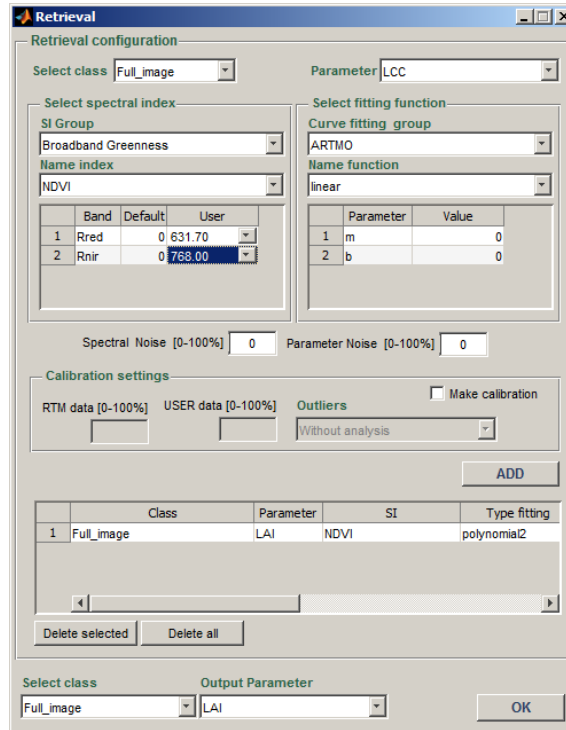 Retrieval
Retrieval configuration
Select class Full_image Parameter LCC
Select spectral index
SI Group
Broadband Greenness
Name index
NDVI
Band Default User
1 Rred 0 631.70
2 Rnir 0 768.00
Select fitting function
Curve fitting group
ARTMO
Name function
linear
Parameter Value
1 m 0
2 b 0
Spectral Noise [0-100%] 0 Parameter Noise [0-100%] 0
Calibration settings
Make calibration
RTM data [0-100%] USER data [0-100%] Outliers
Without analysis
ADD
Class Parameter SI Type fitting
1 Full_image LAI NDVI polynomial2
Delete selected Delete all
Select class Output Parameter
Full_image LAI OK